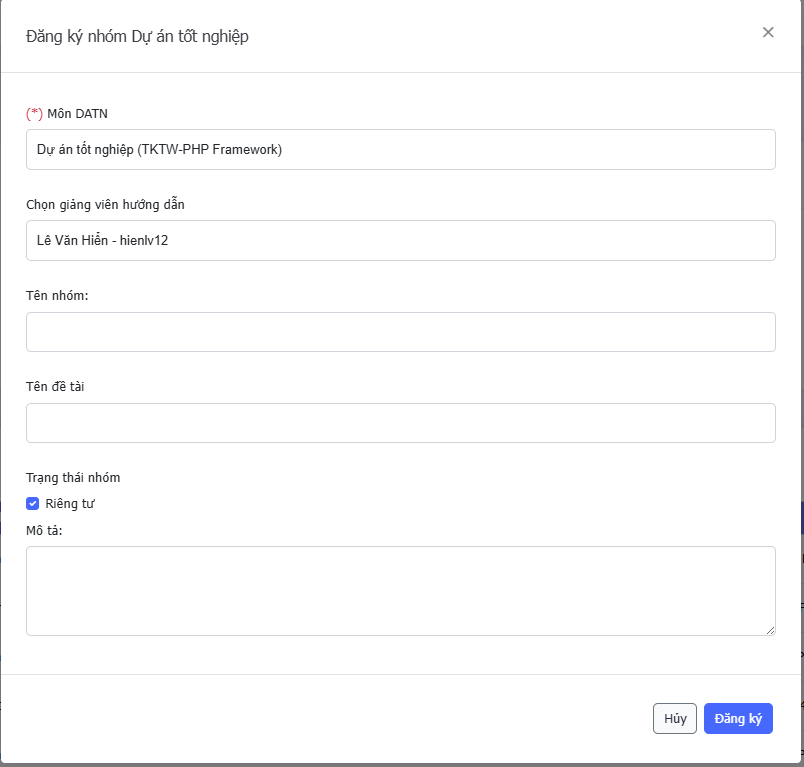 Đăng ký nhóm Dự án tốt nghiệp
(*) Môn DATN
Dự án tốt nghiệp (TKTW-PHP Framework)
Chọn giảng viên hướng dẫn
Lê Văn Hiển - hienlv12
Tên nhóm:
Tên đề tài
Trạng thái nhóm
Riêng tư
Mô tả:
Hủy Đăng ký